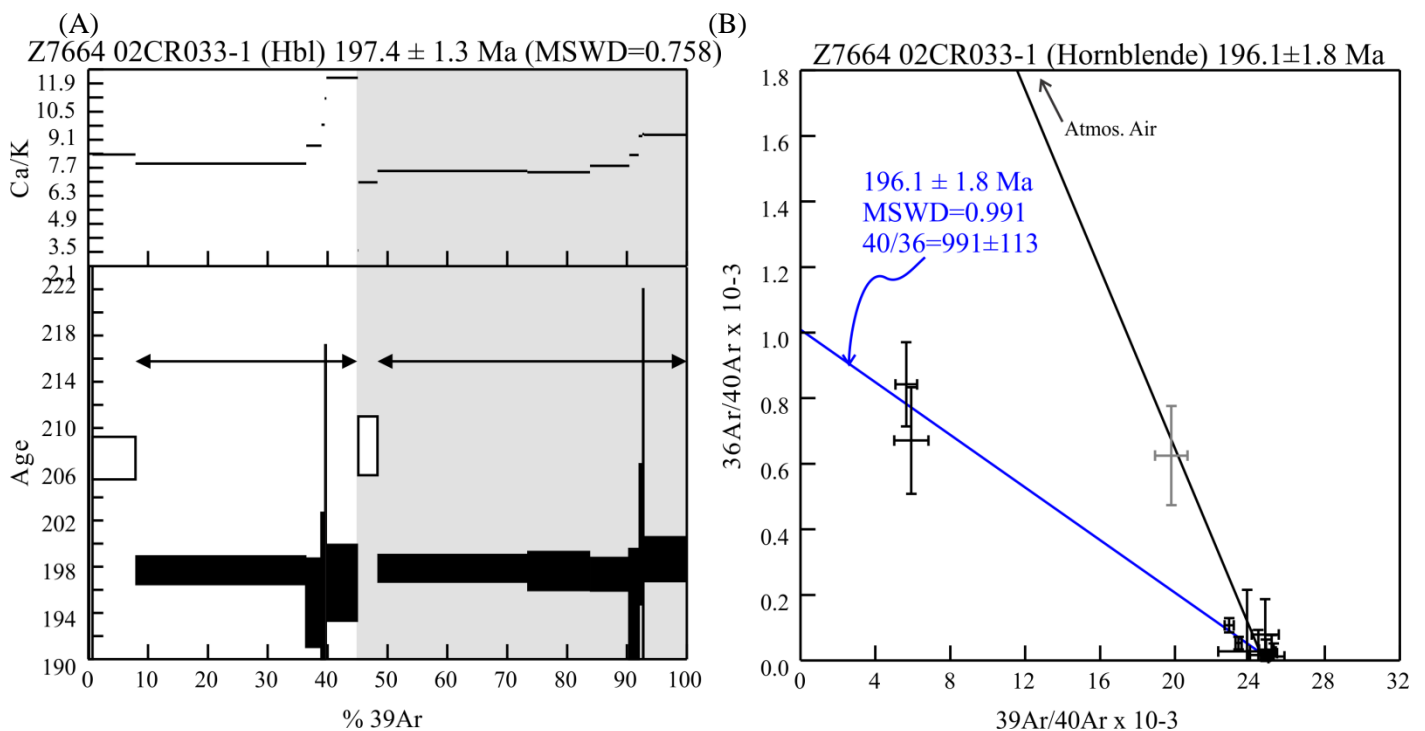 (A)
Z7664 02CR033-1 (Hbl) 197.4 ± 1.3 Ma (MSWD=0.758)
11.9
10.5
9.1
7.7
6.3
4.9
3.5
Ca/K
2.1
222
218
214
210
206
202
198
194
190
Age
0 10 20 30 40 50 60 70 80 90 100
% 39Ar
(B)
Z7664 02CR033-1 (Hornblende) 196.1±1.8 Ma
1.8
1.6
1.4
1.2
1.0
0.8
0.6
0.4
0.2
0.0
36Ar/40Ar x 10-3
Atmos. Air
196.1 ± 1.8 Ma
MSWD=0.991
40/36=991±113
0 4 8 12 16 20 24 28 32
39Ar/40Ar x 10-3